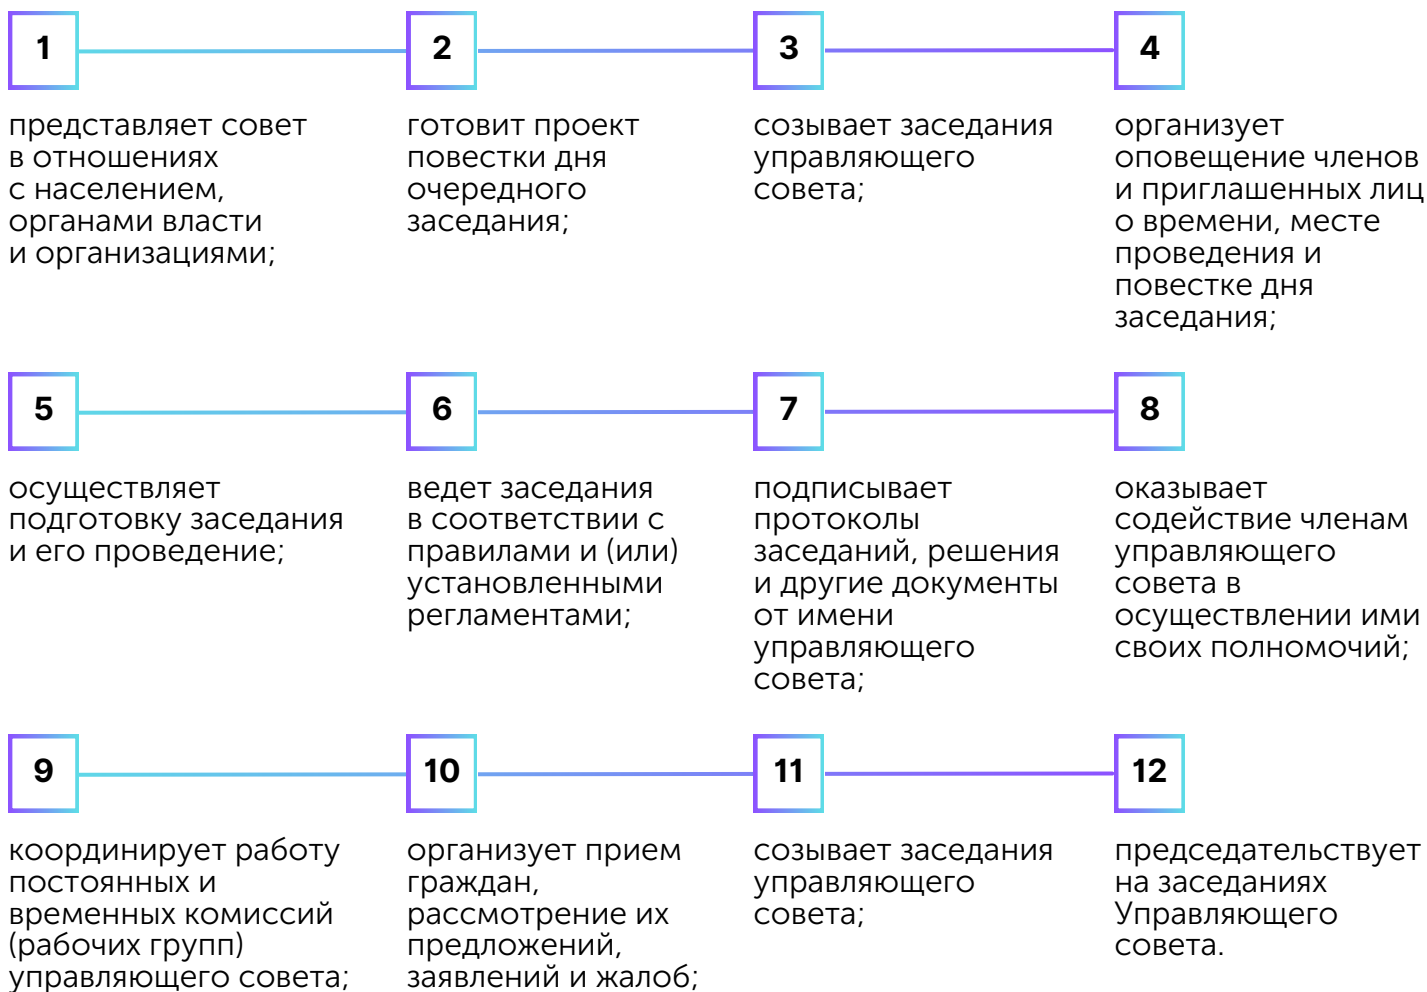 1
представляет совет
в отношениях
с населением,
органами власти
и организациями;
2
готовит проект
повестки дня
очередного
заседания;
3
созывает заседания
управляющего
совета;
4
организует
оповещение членов
и приглашенных лиц
о времени, месте
проведения и
повестке дня
заседания;
5
осуществляет
подготовку заседания
и его проведение;
6
ведет заседания
в соответствии с
правилами и (или)
установленными
регламентами;
7
подписывает
протоколы
заседаний, решения
и другие документы
от имени
управляющего
совета;
8
оказывает
содействие членам
управляющего
совета в
осуществлении ими
своих полномочий;
9
координирует работу
постоянных и
временных комиссий
(рабочих групп)
управляющего совета;
10
организует прием
граждан,
рассмотрение их
предложений,
заявлений и жалоб;
11
созывает заседания
управляющего
совета;
12
председательствует
на заседаниях
Управляющего
совета.